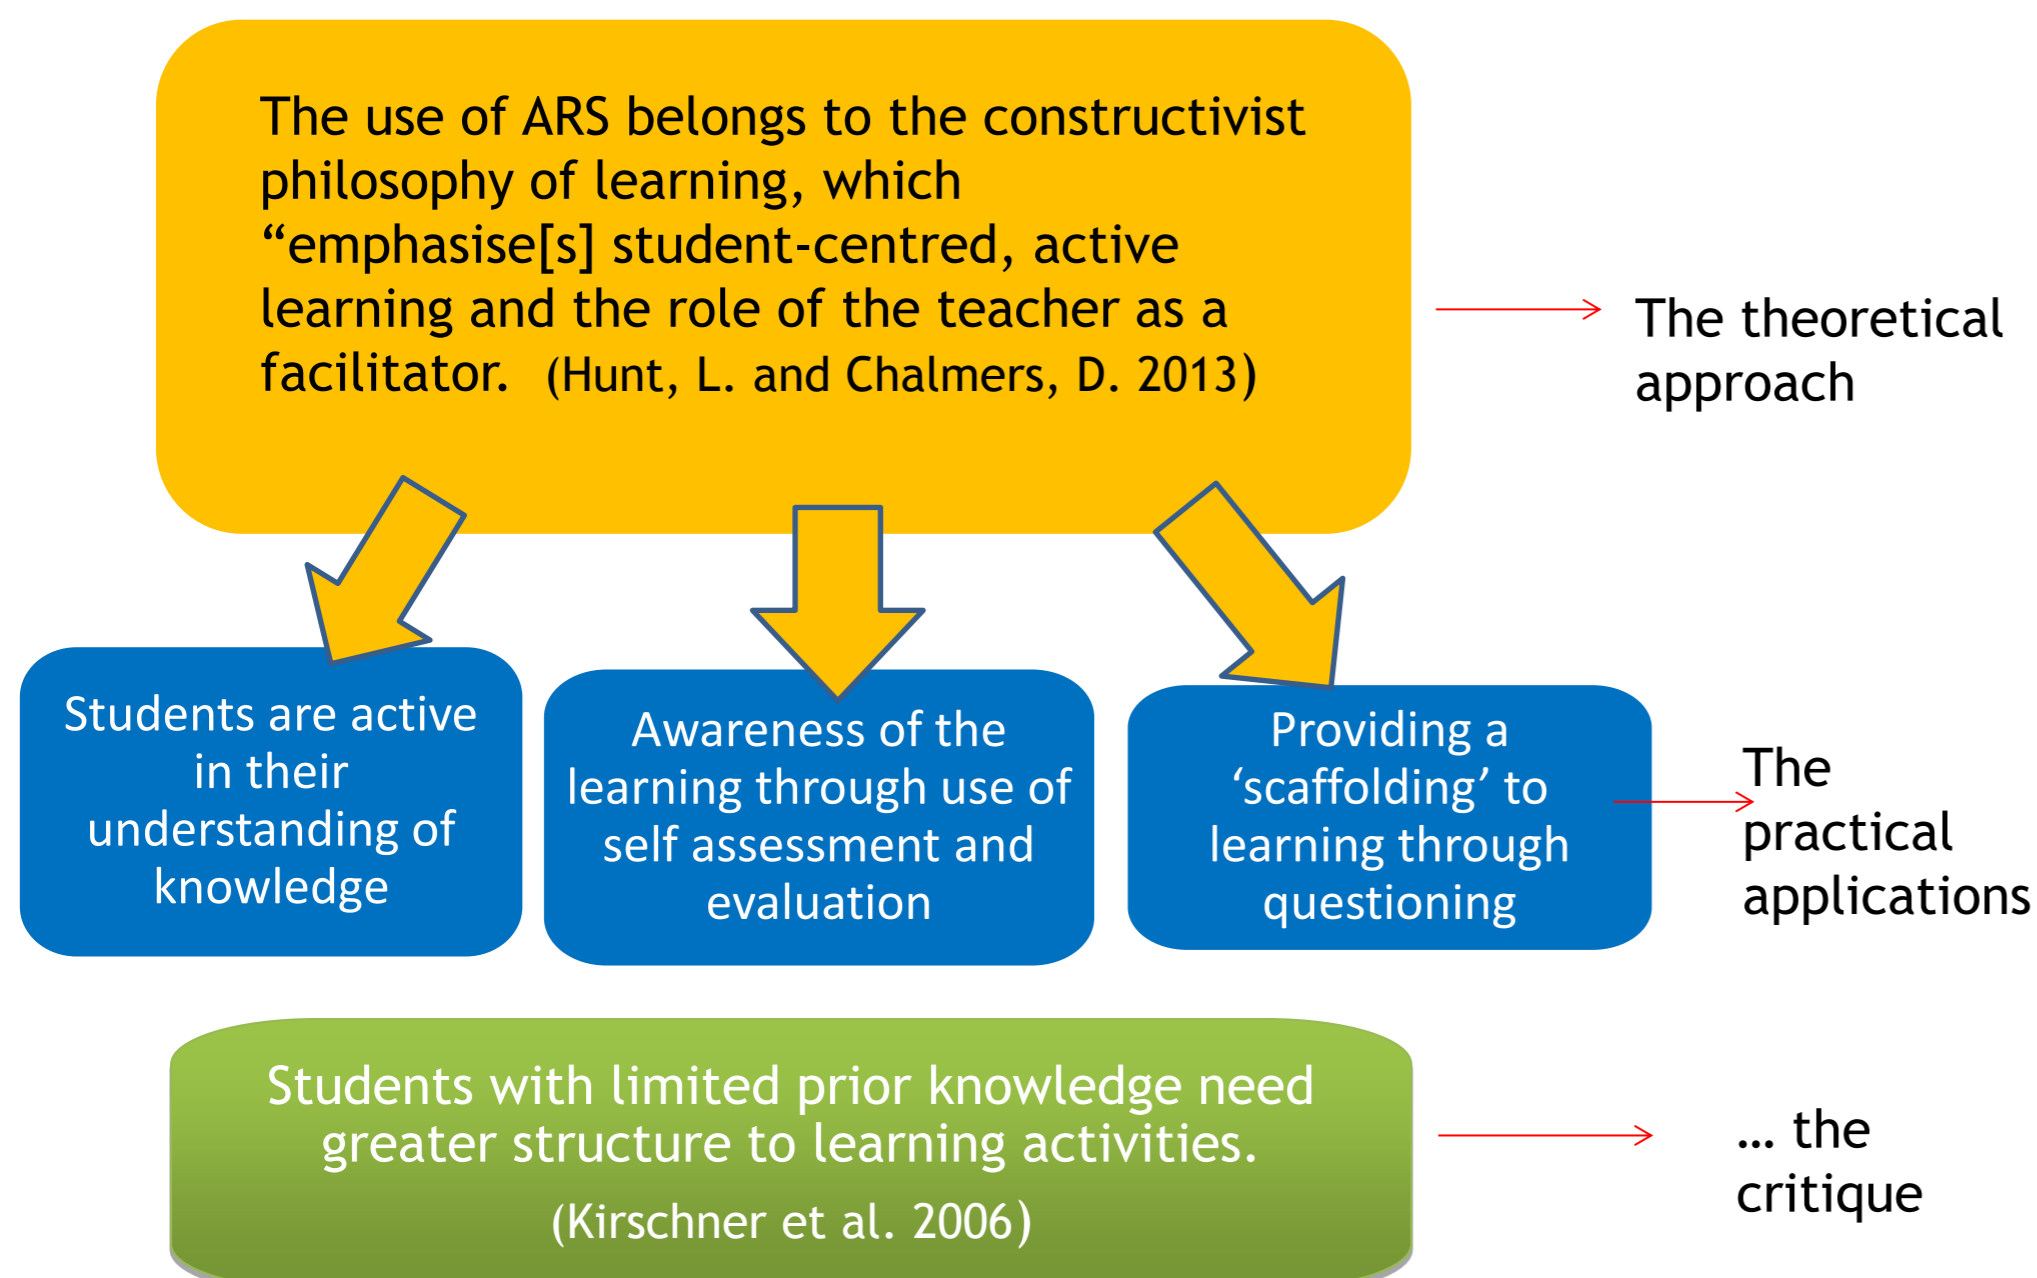 The use of ARS belongs to the constructivist
philosophy of learning, which
“emphasise[s] student-centred, active
learning and the role of the teacher as a
facilitator. (Hunt, L. and Chalmers, D. 2013)
The theoretical
approach
Students are active
in their
understanding of
knowledge
Awareness of the
learning through use of
self assessment and
evaluation
Providing a
‘scaffolding’ to
learning through
questioning
The
practical
applications
Students with limited prior knowledge need
greater structure to learning activities.
(Kirschner et al. 2006)
… the
critique